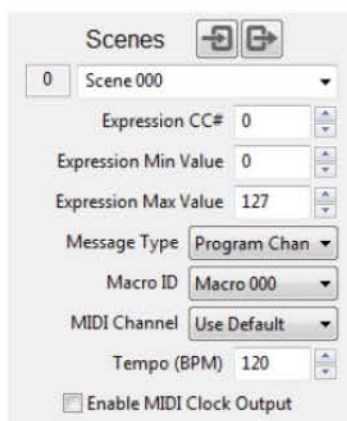 Scenes
0 Scene 000
Expression CC# 0
Expression Min Value 0
Expression Max Value 127
Message Type Program Chan
Macro ID Macro 000
MIDI Channel Use Default
Tempo (BPM) 120
Enable MIDI Clock Output